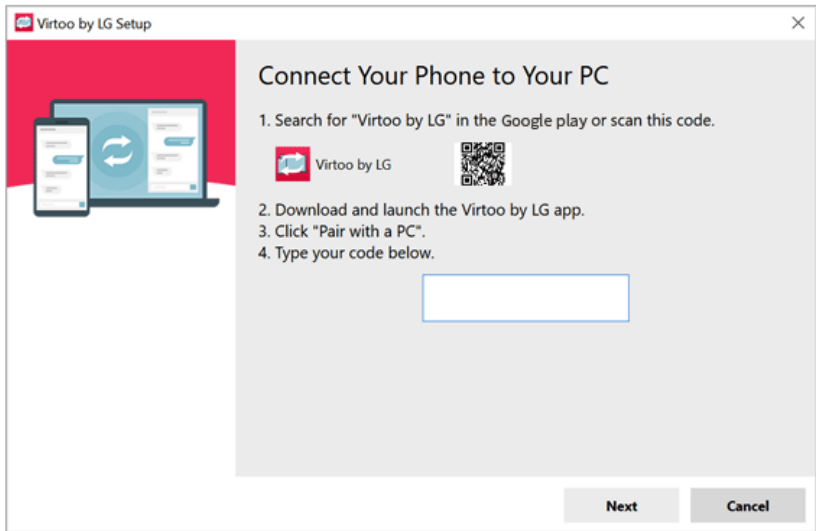 Virtoo by LG Setup
Connect Your Phone to Your PC
1. Search for "Virtoo by LG" in the Google play or scan this code.
Virtoo by LG
2. Download and launch the Virtoo by LG app.
3. Click "Pair with a PC".
4. Type your code below.
Next Cancel